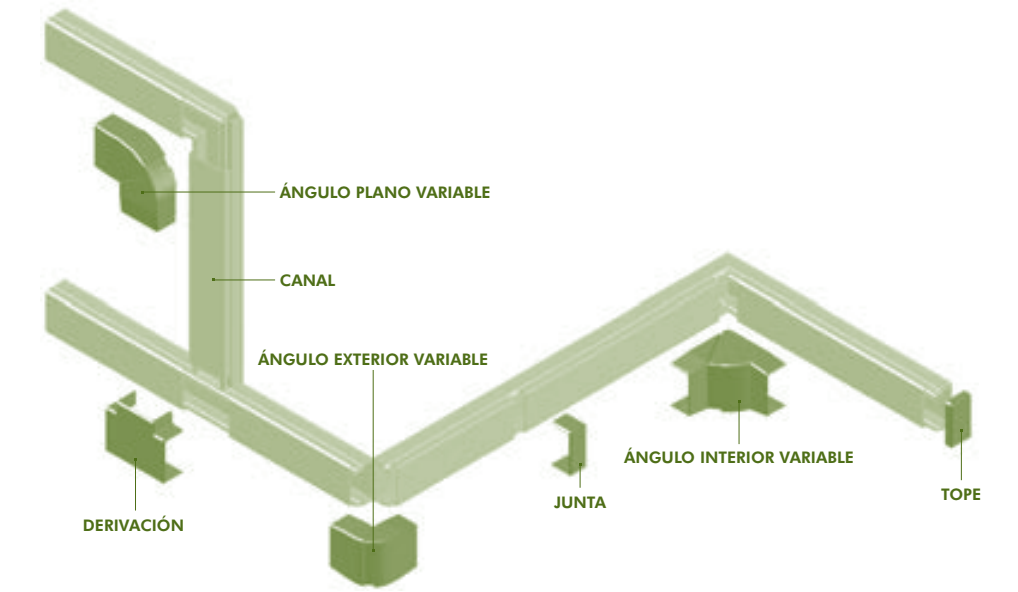 ÁNGULO PLANO VARIABLE
CANAL
ÁNGULO EXTERIOR VARIABLE
ÁNGULO INTERIOR VARIABLE
TOPE
JUNTA
DERIVACIÓN